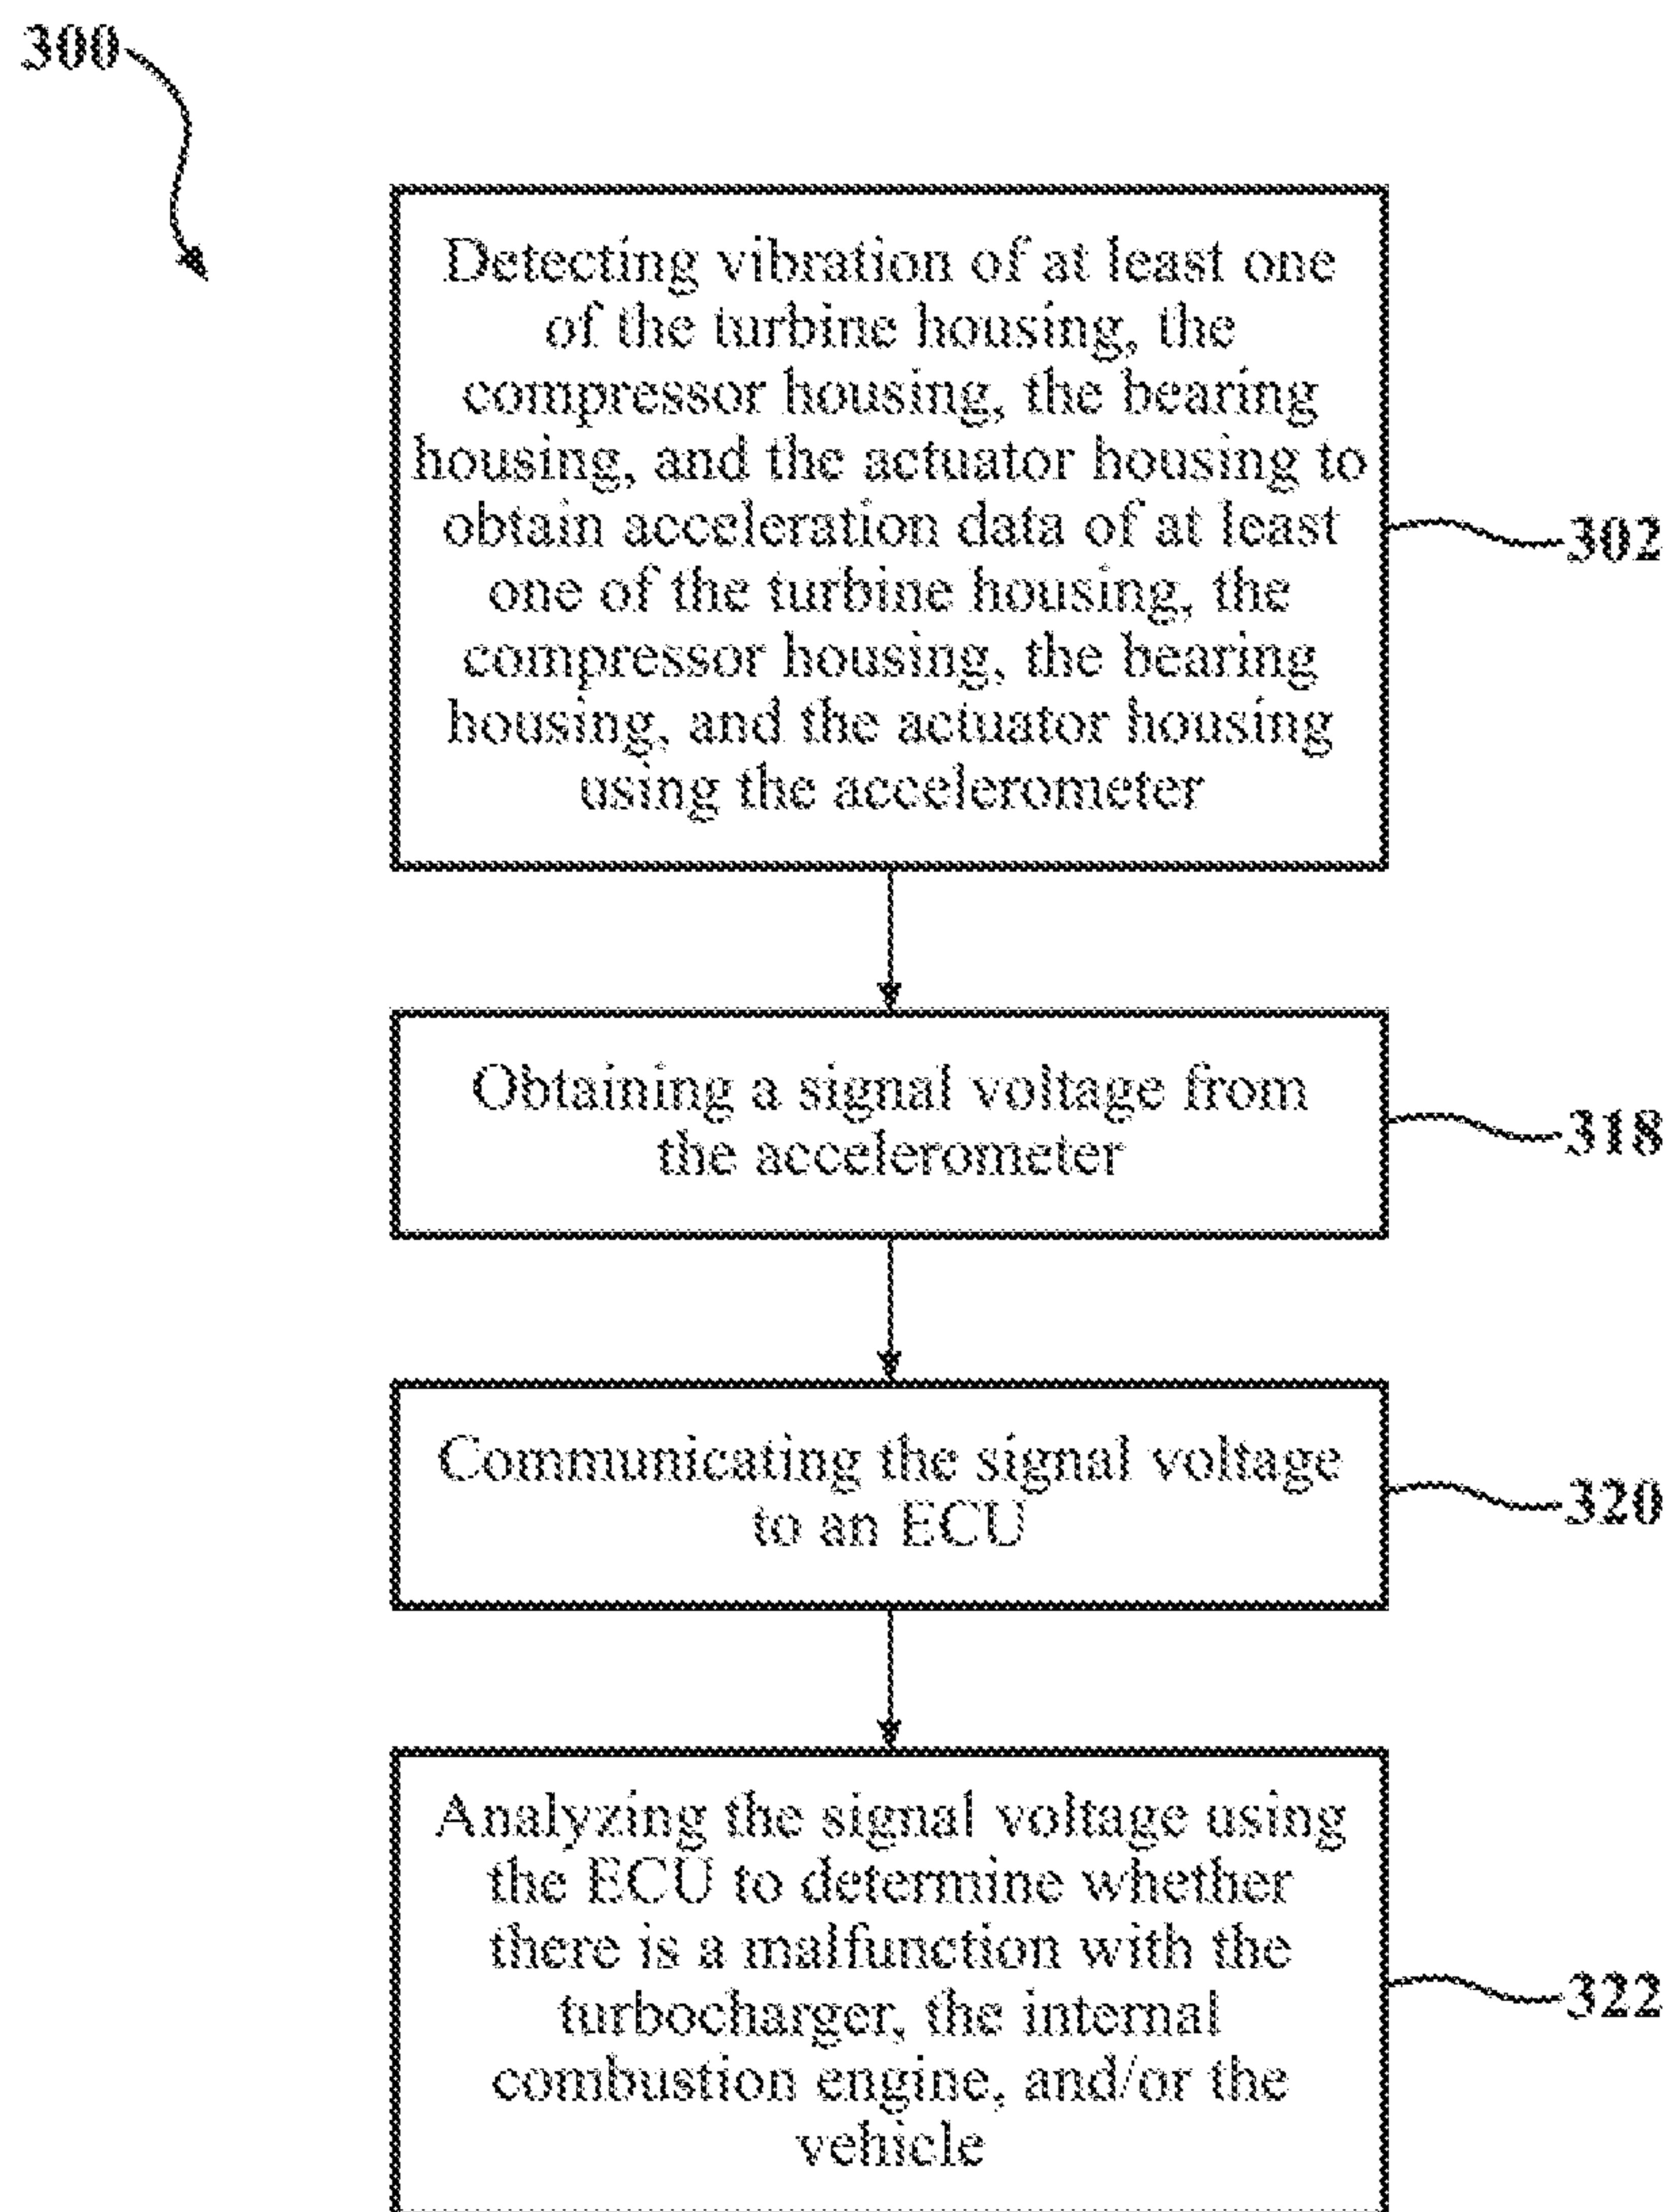 300
Detecting vibration of at least one
of the turbine housing, the
compressor housing, the bearing
housing, and the actuator housing to
obtain acceleration data of at least
one of the turbine housing, the
compressor housing, the bearing
housing, and the actuator housing
using the accelerometer
302
Obtaining a signal voltage from
the accelerometer
318
Communicating the signal voltage
to an ECU
320
Analyzing the signal voltage using
the ECU to determine whether
there is a malfunction with the
turbocharger, the internal
combustion engine, and/or the
vehicle
322